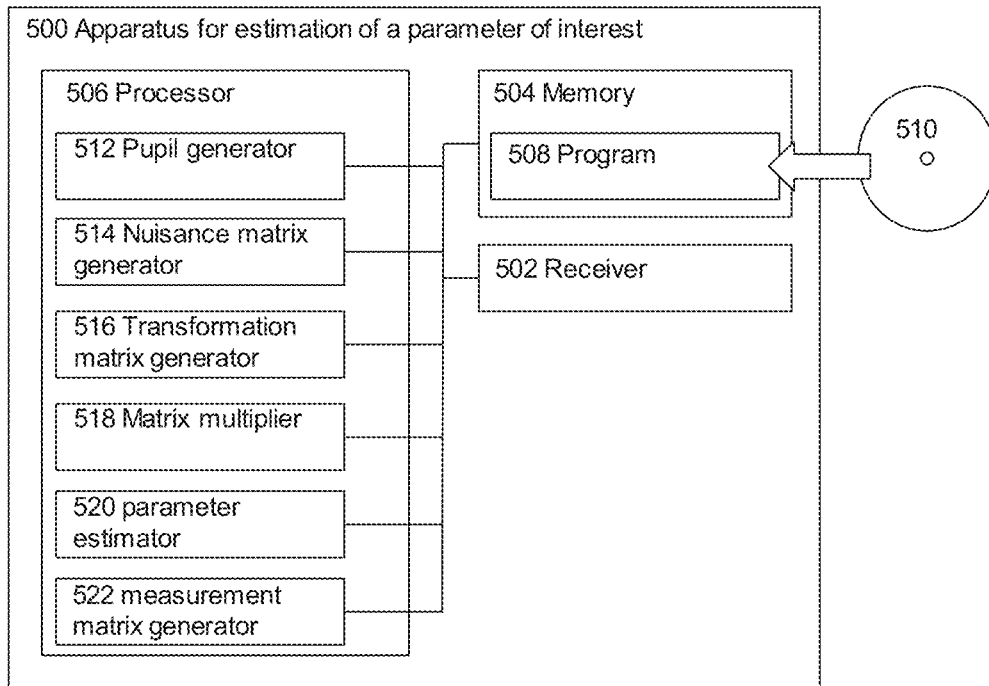 500 Apparatus for estimation of a parameter of interest
506 Processor
512 Pupil generator
514 Nuisance matrix
generator
516 Transformation
matrix generator
518 Matrix multiplier
520 parameter
estimator
522 measurement
matrix generator
504 Memory
508 Program
502 Receiver
510